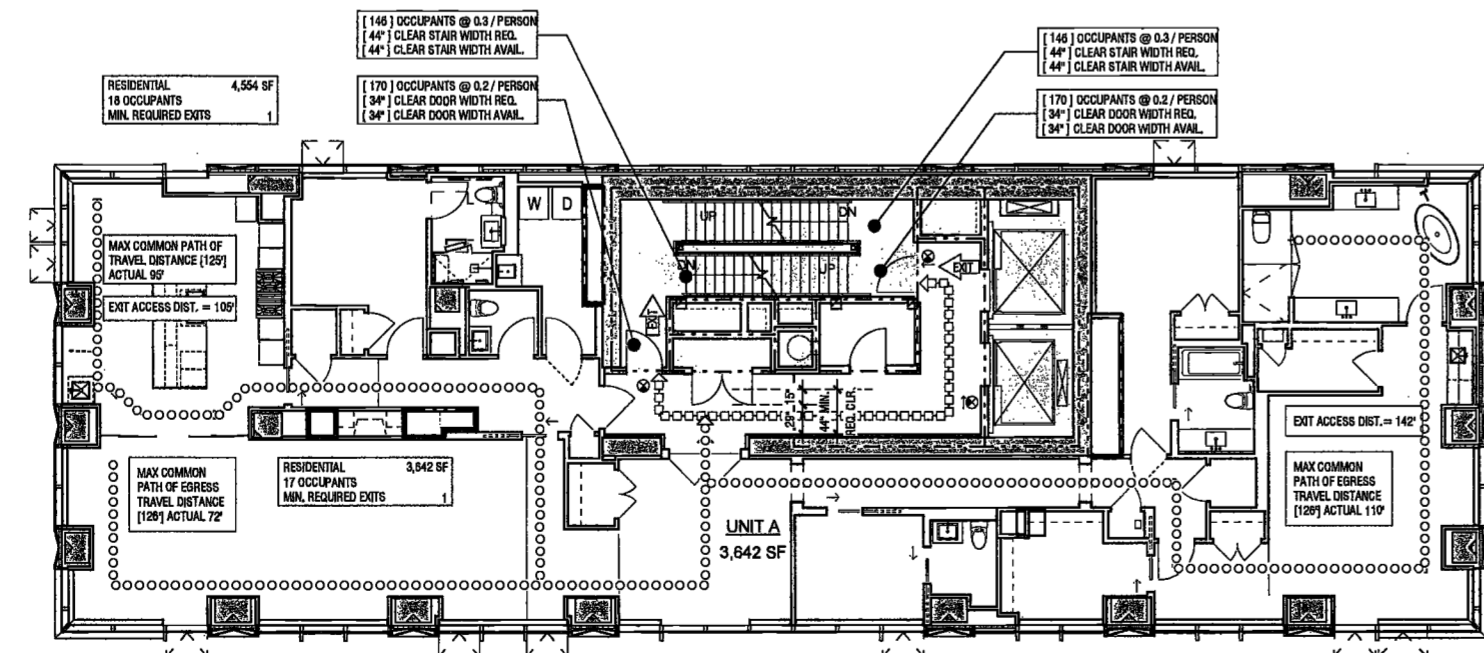 [ 146 ] OCCUPANTS @ 0.3 / PERSON
[ 44" ] CLEAR STAIR WIDTH REQ.
[ 44" ] CLEAR STAIR WIDTH AVAIL.
[ 146 ] OCCUPANTS @ 0.3 / PERSON
[ 44" ] CLEAR STAIR WIDTH REQ.
[ 44" ] CLEAR STAIR WIDTH AVAIL.
RESIDENTIAL 4,554 SF
18 OCCUPANTS
MIN. REQUIRED EXITS 1
[ 170 ] OCCUPANTS @ 0.2 / PERSON
[ 34" ] CLEAR DOOR WIDTH REQ.
[ 34" ] CLEAR DOOR WIDTH AVAIL.
[ 170 ] OCCUPANTS @ 0.2 / PERSON
[ 34" ] CLEAR DOOR WIDTH REQ.
[ 34" ] CLEAR DOOR WIDTH AVAIL.
W D
UP
DN
DN
UP
EXIT
EXIT
MAX COMMON PATH OF
TRAVEL DISTANCE [125']
ACTUAL 95'
EXIT ACCESS DIST. = 105'
29" 15"
44" MIN.
REQ. CLR.
EXIT ACCESS DIST. = 142'
MAX COMMON
PATH OF EGRESS
TRAVEL DISTANCE
[126'] ACTUAL 72'
RESIDENTIAL 3,642 SF
17 OCCUPANTS
MIN. REQUIRED EXITS 1
MAX COMMON
PATH OF EGRESS
TRAVEL DISTANCE
[126'] ACTUAL 110'
UNIT A
3,642 SF